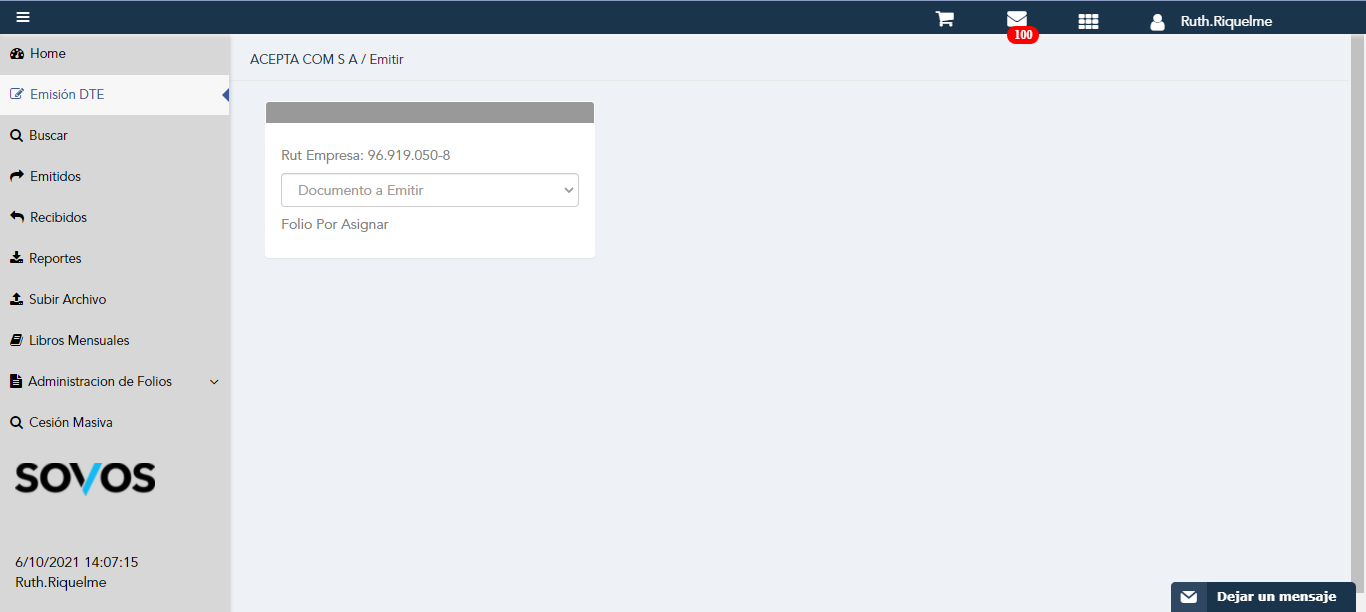 Ruth.Riquelme
100
Home
Emisión DTE
Buscar
Emitidos
Recibidos
Reportes
Subir Archivo
Libros Mensuales
Administracion de Folios
Cesión Masiva
SOVOS
6/10/2021 14:07:15
Ruth.Riquelme
ACEPTA COM S A / Emitir
Rut Empresa: 96.919.050-8
Documento a Emitir
Folio Por Asignar
Dejar un mensaje